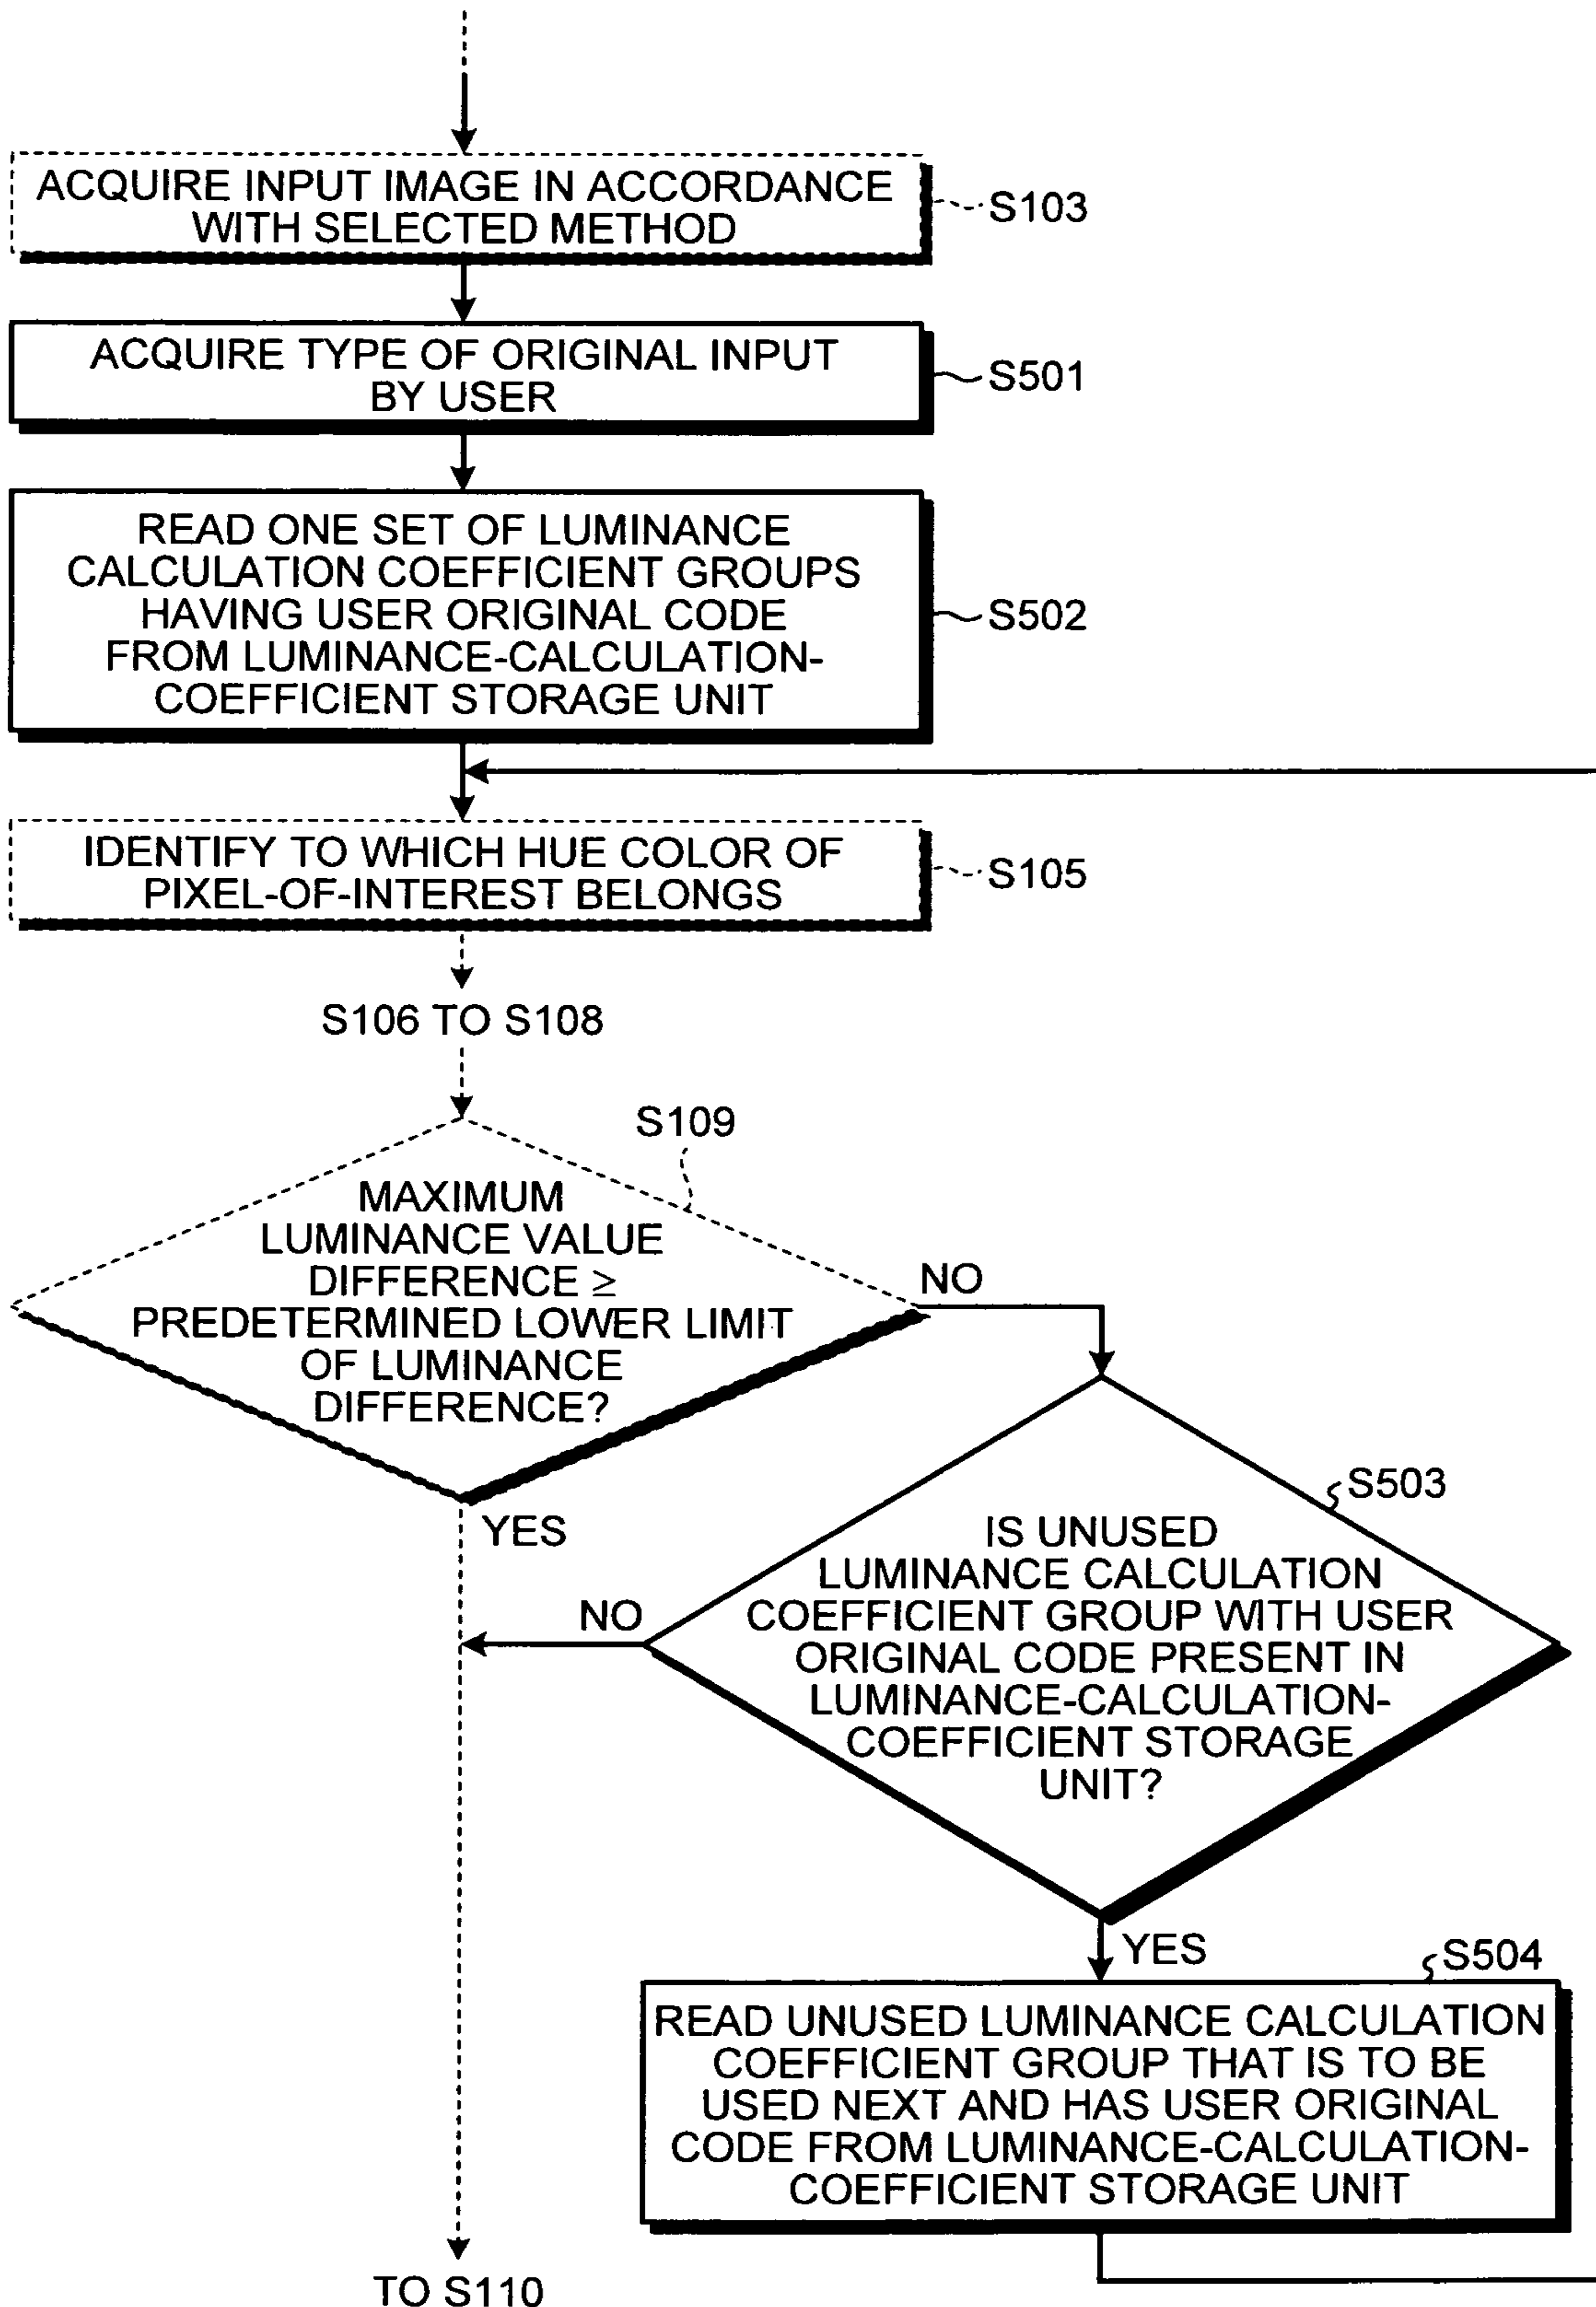 ACQUIRE INPUT IMAGE IN ACCORDANCE
WITH SELECTED METHOD
S103
ACQUIRE TYPE OF ORIGINAL INPUT
BY USER
S501
READ ONE SET OF LUMINANCE
CALCULATION COEFFICIENT GROUPS
HAVING USER ORIGINAL CODE
FROM LUMINANCE-CALCULATION-
COEFFICIENT STORAGE UNIT
S502
IDENTIFY TO WHICH HUE COLOR OF
PIXEL-OF-INTEREST BELONGS
S105
S106 TO S108
S109
MAXIMUM
LUMINANCE VALUE
DIFFERENCE ≥
PREDETERMINED LOWER LIMIT
OF LUMINANCE
DIFFERENCE?
NO
YES
S503
IS UNUSED
LUMINANCE CALCULATION
COEFFICIENT GROUP WITH USER
ORIGINAL CODE PRESENT IN
LUMINANCE-CALCULATION-
COEFFICIENT STORAGE
UNIT?
NO
YES
S504
READ UNUSED LUMINANCE CALCULATION
COEFFICIENT GROUP THAT IS TO BE
USED NEXT AND HAS USER ORIGINAL
CODE FROM LUMINANCE-CALCULATION-
COEFFICIENT STORAGE UNIT
TO S110